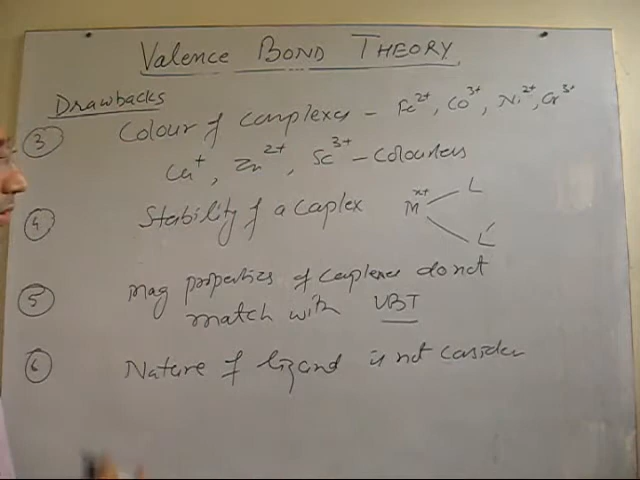 Valence Bond Theory
Drawbacks
③ Colour of complexes - Fe²⁺, Co³⁺, Ni²⁺, Cr³⁺
Cu⁺, Zn²⁺, Sc³⁺ - Colourless
④ Stability of a Caplex Mˣ⁺ L
L'
⑤ Mag properties of Complexes do not
match with VBT
⑥ Nature of ligand is not consider